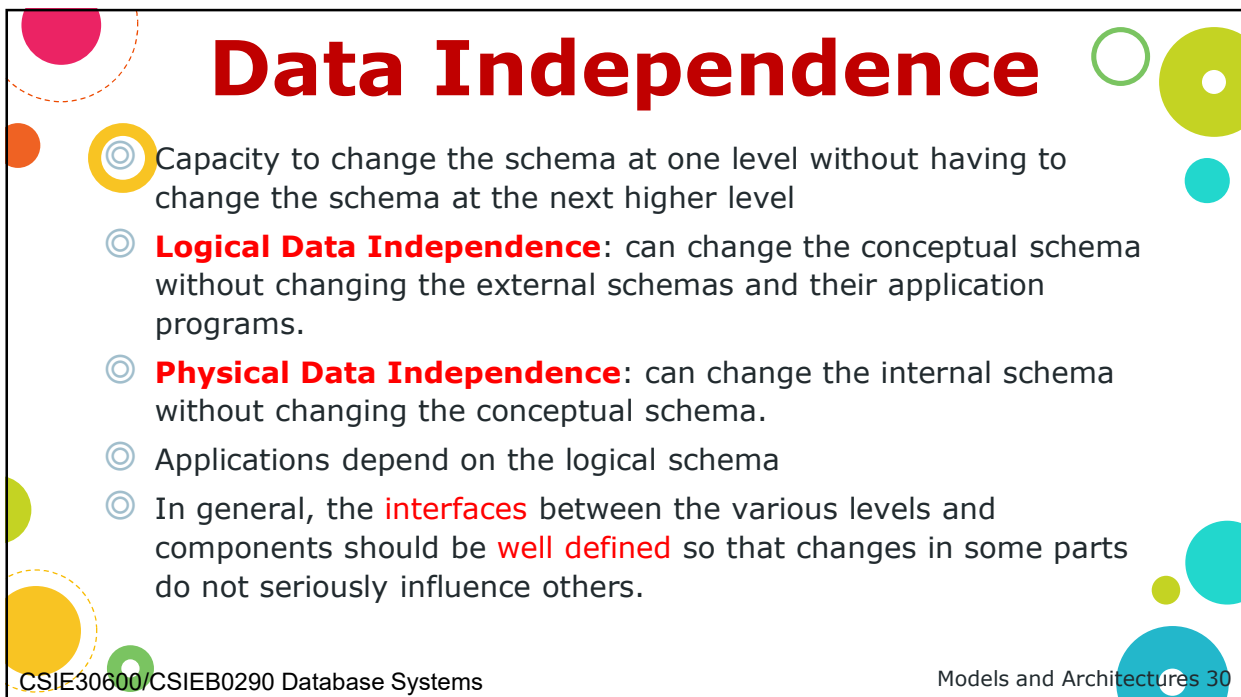 Data Independence
Capacity to change the schema at one level without having to
change the schema at the next higher level
Logical Data Independence: can change the conceptual schema
without changing the external schemas and their application
programs.
Physical Data Independence: can change the internal schema
without changing the conceptual schema.
Applications depend on the logical schema
In general, the interfaces between the various levels and
components should be well defined so that changes in some parts
do not seriously influence others.
CSIE30600/CSIEB0290 Database Systems
Models and Architectures 30